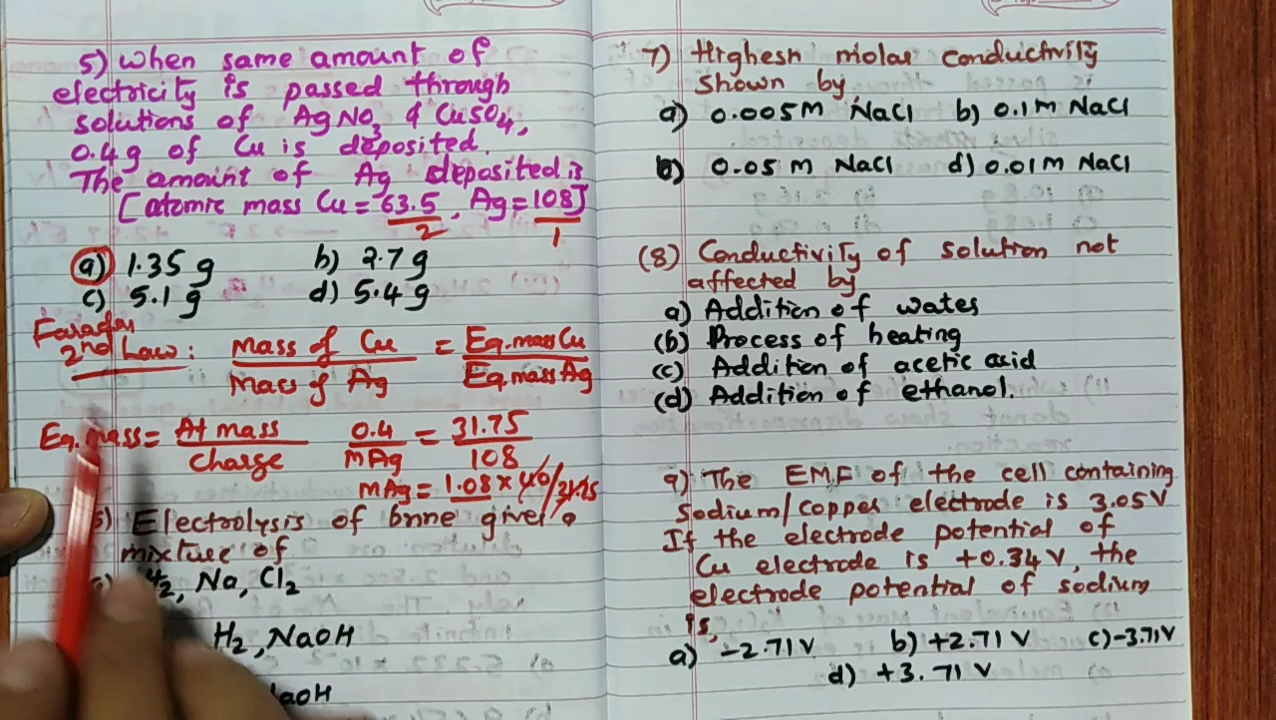 5) When same amount of
electricity is passed through
solutions of AgNO3 & CuSO4,
0.4g of Cu is deposited.
The amount of Ag deposited is
[atomic mass Cu = 63.5, Ag = 108]
2 1
a) 1.35 g b) 2.7 g
c) 5.1 g d) 5.4 g
2nd Law: Mass of Cu / Mass of Ag = Eq.mass Cu / Eq.mass Ag
Eq.mass = At mass / charge 0.4 / mAg = 31.75 / 108
mAg = 1.08 × 40/31.75
Electrolysis of brine gives a
mixture of
H2, Na, Cl2
H2, NaOH
NaOH
7) Highesh molar conductivity
shown by,
a) 0.005M NaCl b) 0.1M NaCl
0.05 M NaCl d) 0.01M NaCl
(8) Conductivity of solution not
affected by
a) Addition of wates
(b) Process of heating
(c) Addition of acetic acid
(d) Addition of ethanol.
9) The EMF of the cell containing
sodium/copper electrode is 3.05V
If the electrode potential of
Cu electrode is +0.34V, the
electrode potential of sodium
is,
a) -2.71V b) +2.71 V c) -3.71V
d) +3.71 V